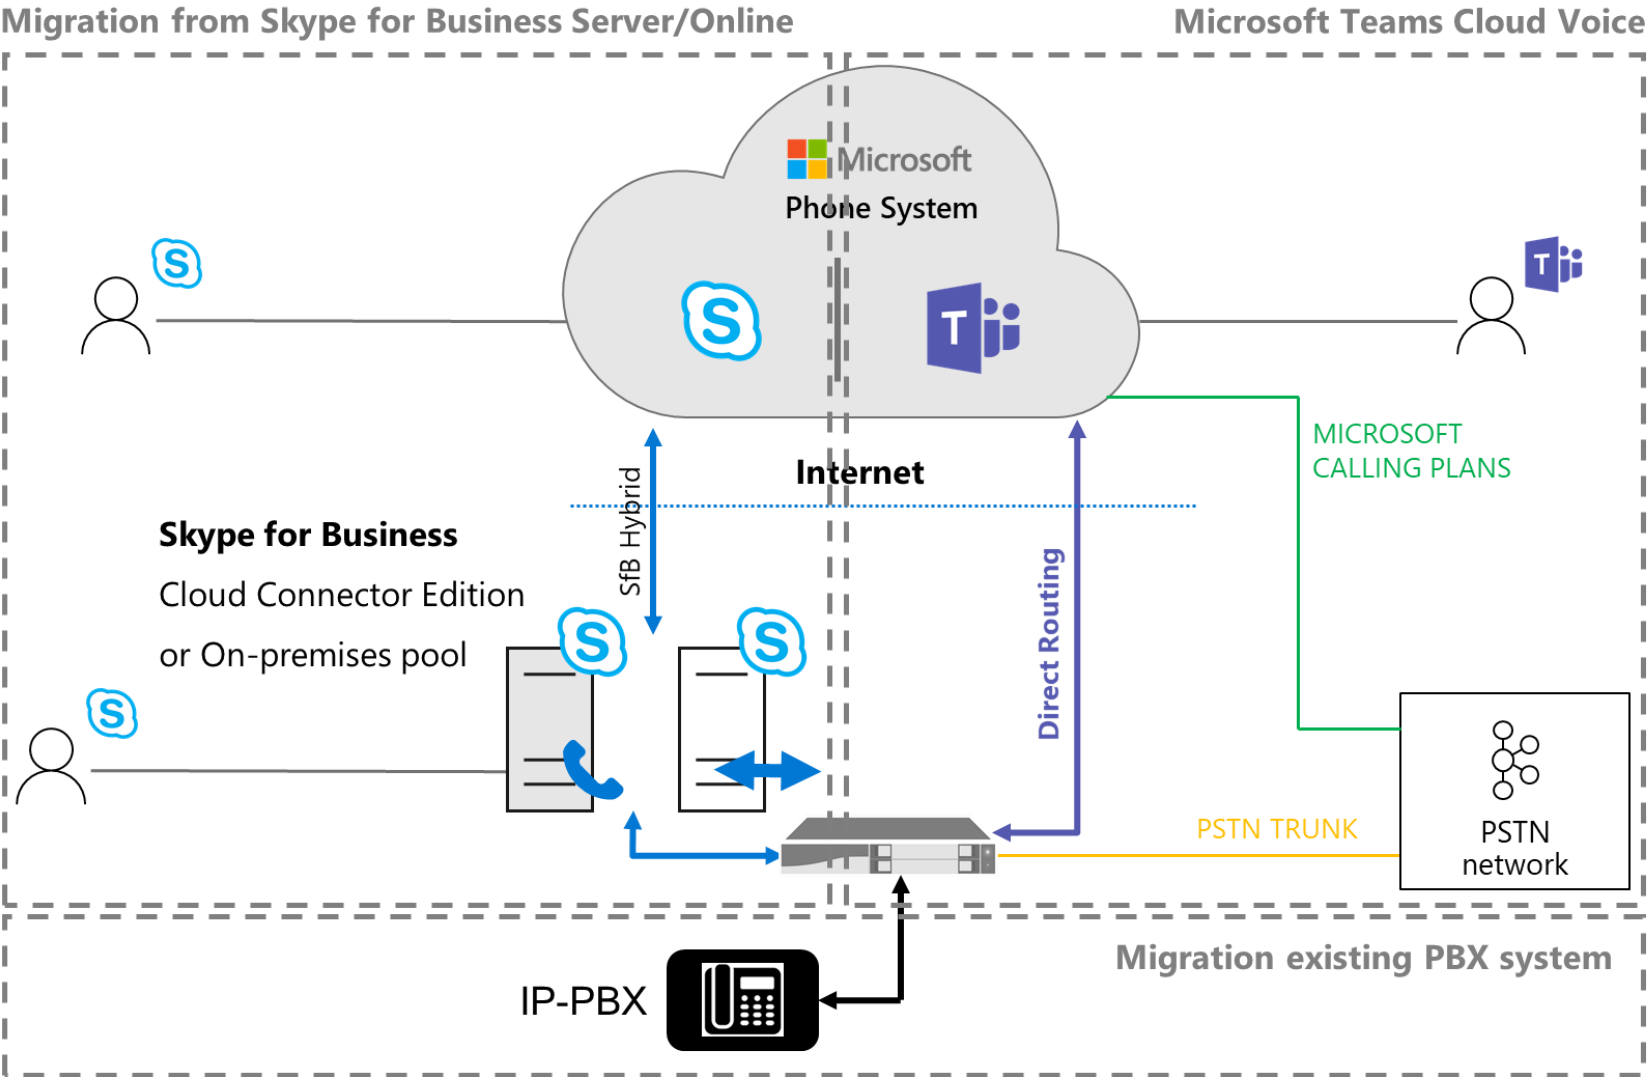 Migration from Skype for Business Server/Online
Microsoft Teams Cloud Voice
Microsoft
Phone System
S
T
S
T
MICROSOFT
CALLING PLANS
Internet
SfB Hybrid
Skype for Business
Cloud Connector Edition
or On-premises pool
Direct Routing
S
S
S
PSTN TRUNK
PSTN
network
Migration existing PBX system
IP-PBX